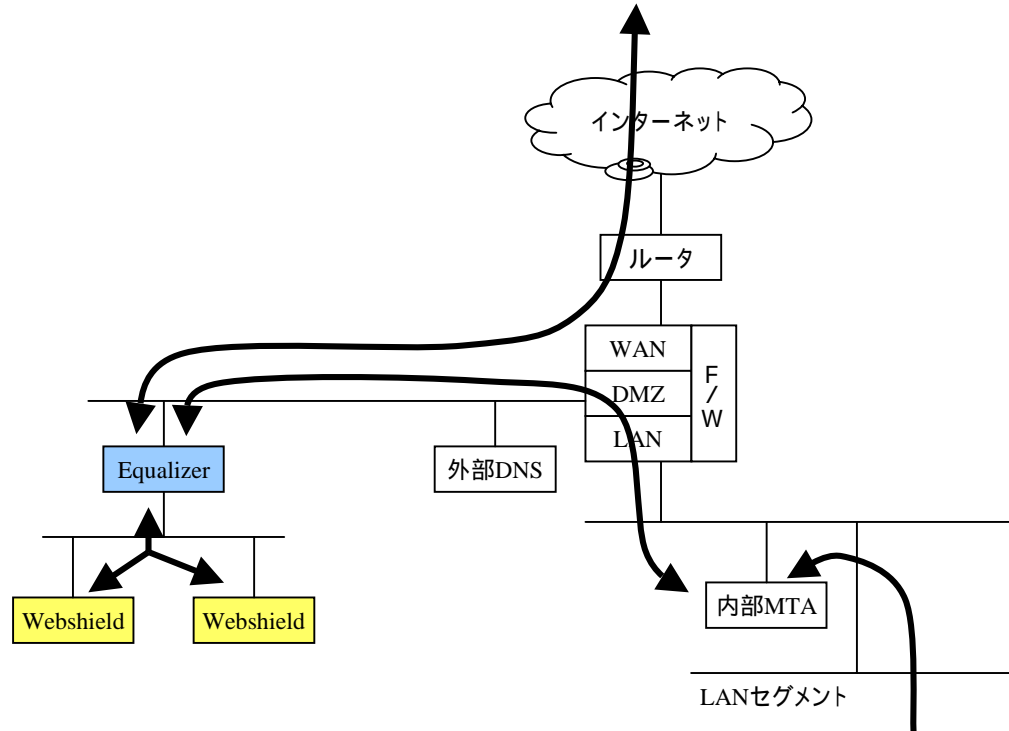 インターネット
ルータ
WAN
DMZ
LAN
F/W
Equalizer
外部DNS
Webshield
Webshield
内部MTA
LANセグメント